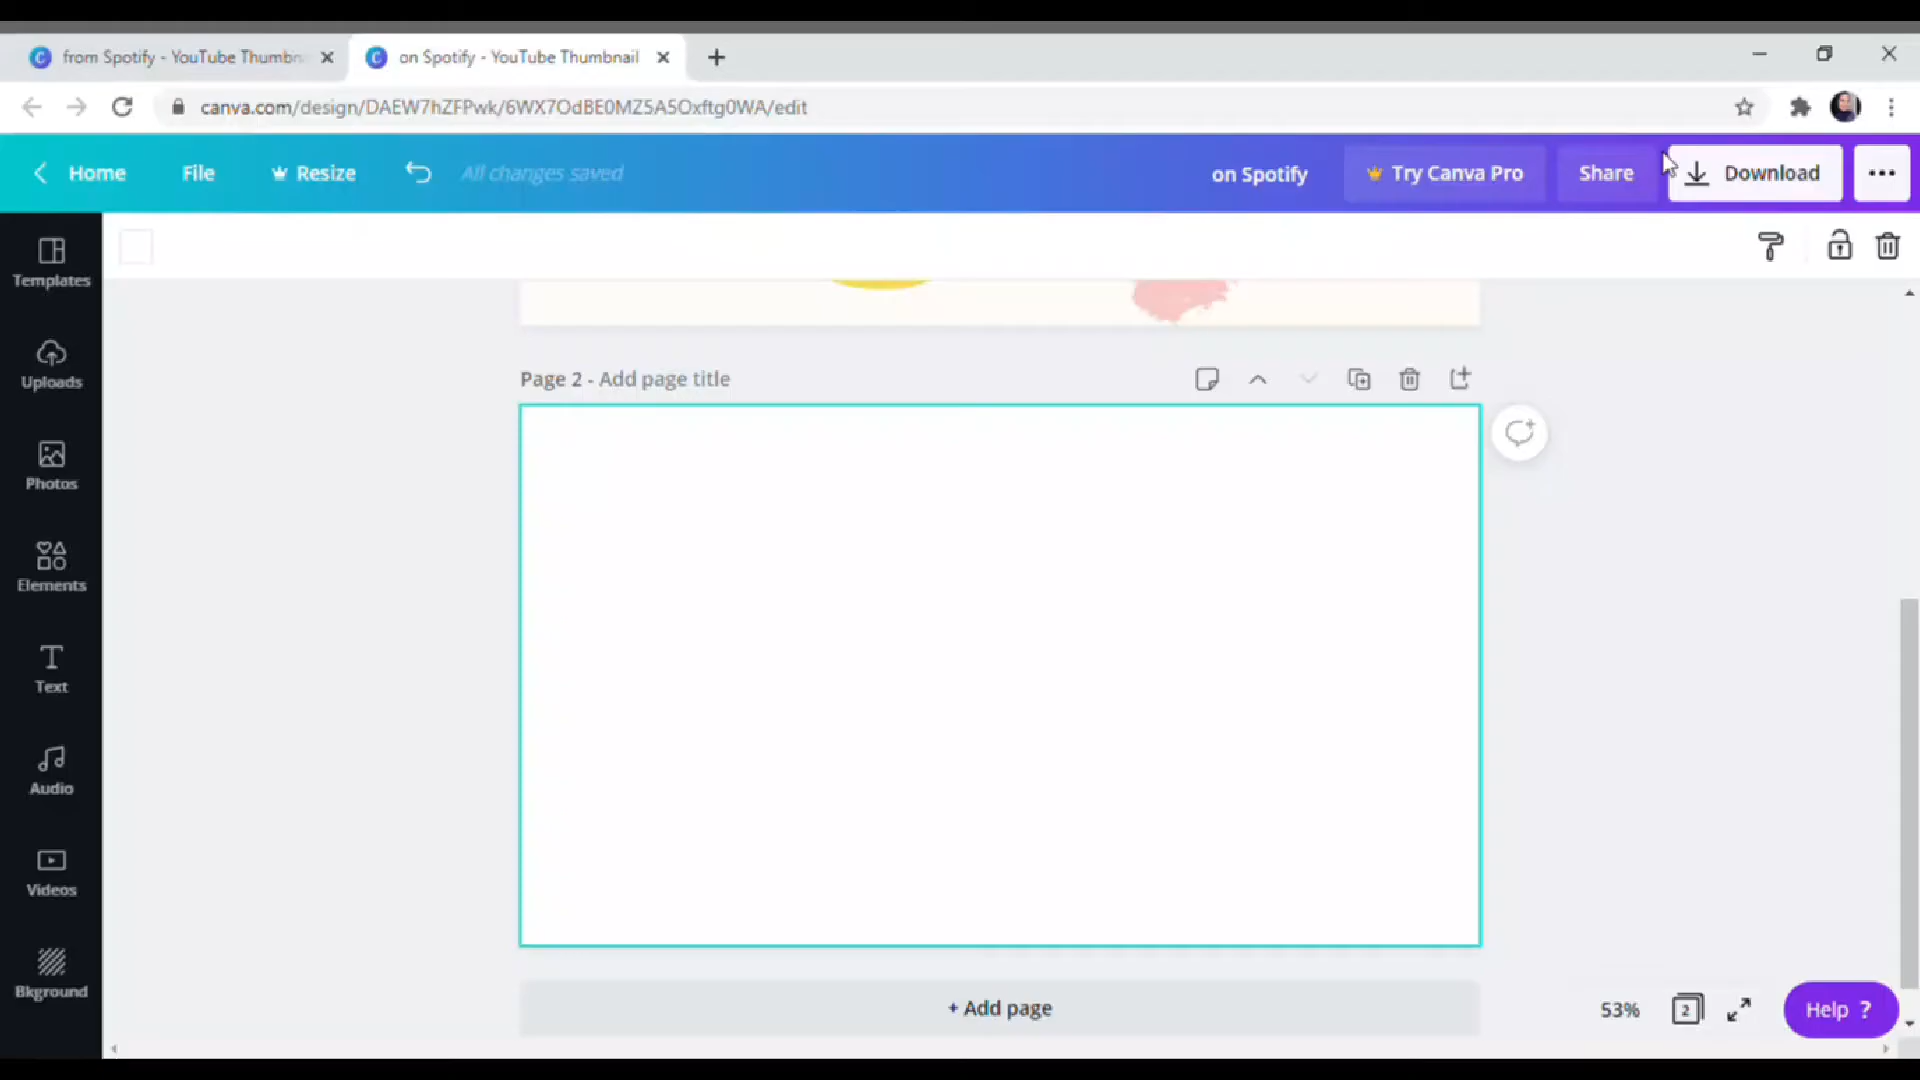 from Spotify - YouTube Thumbn
on Spotify - YouTube Thumbnail
canva.com/design/DAEW7hZFPwk/6WX7OdBE0MZ5A5Oxftg0WA/edit
Home
File
Resize
All changes saved
on Spotify
Try Canva Pro
Share
Download
Templates
Uploads
Photos
Elements
Text
Audio
Videos
Bkground
Page 2 - Add page title
+ Add page
53%
2
Help ?